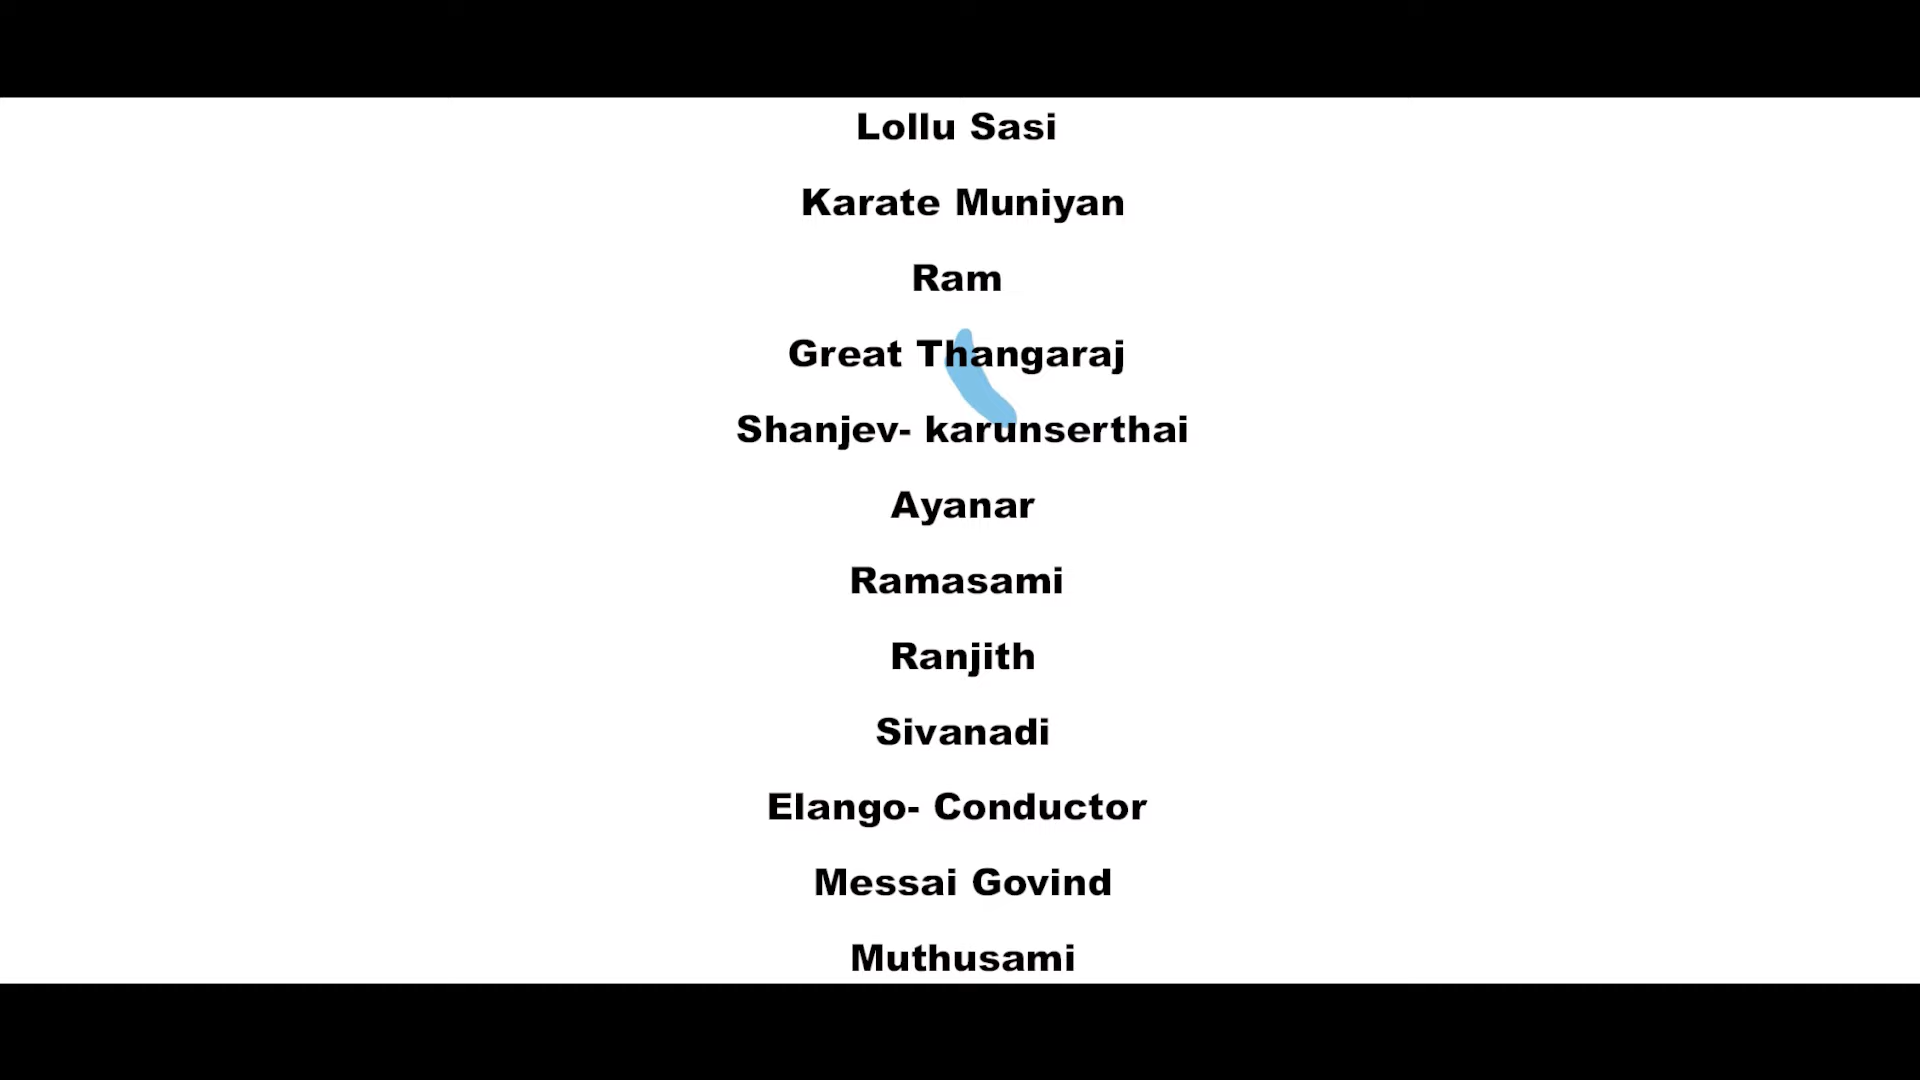 Lollu Sasi
Karate Muniyan
Ram
Great Thangaraj
Shanjev- karunserthai
Ayanar
Ramasami
Ranjith
Sivanadi
Elango- Conductor
Messai Govind
Muthusami